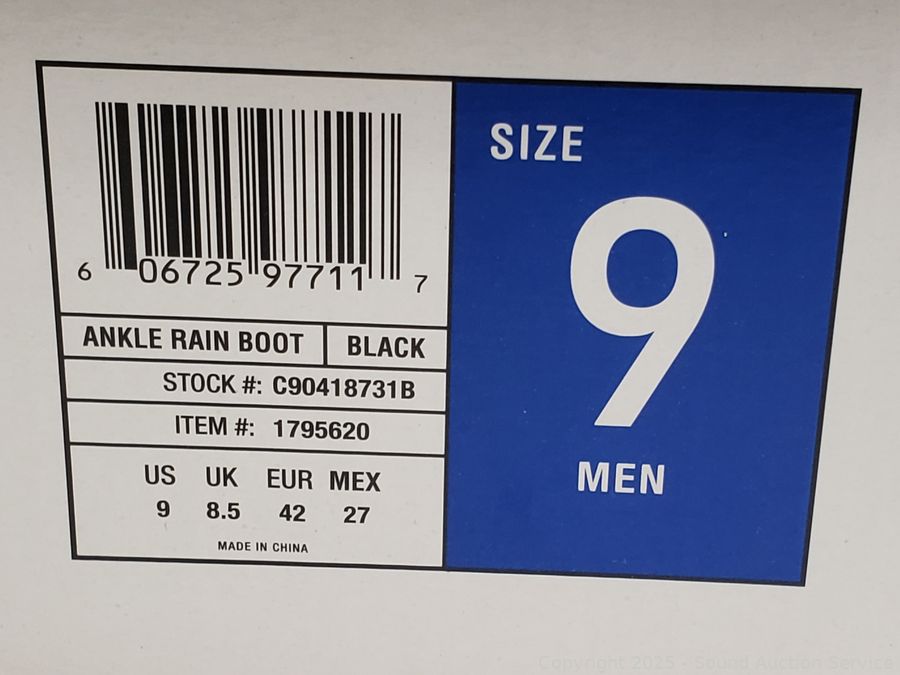 6 06725 97711 7
ANKLE RAIN BOOT BLACK
STOCK #: C90418731B
ITEM #: 1795620
US UK EUR MEX
9 8.5 42 27
MADE IN CHINA
SIZE
9
MEN
Copyright 2025 - Sound Auction Service